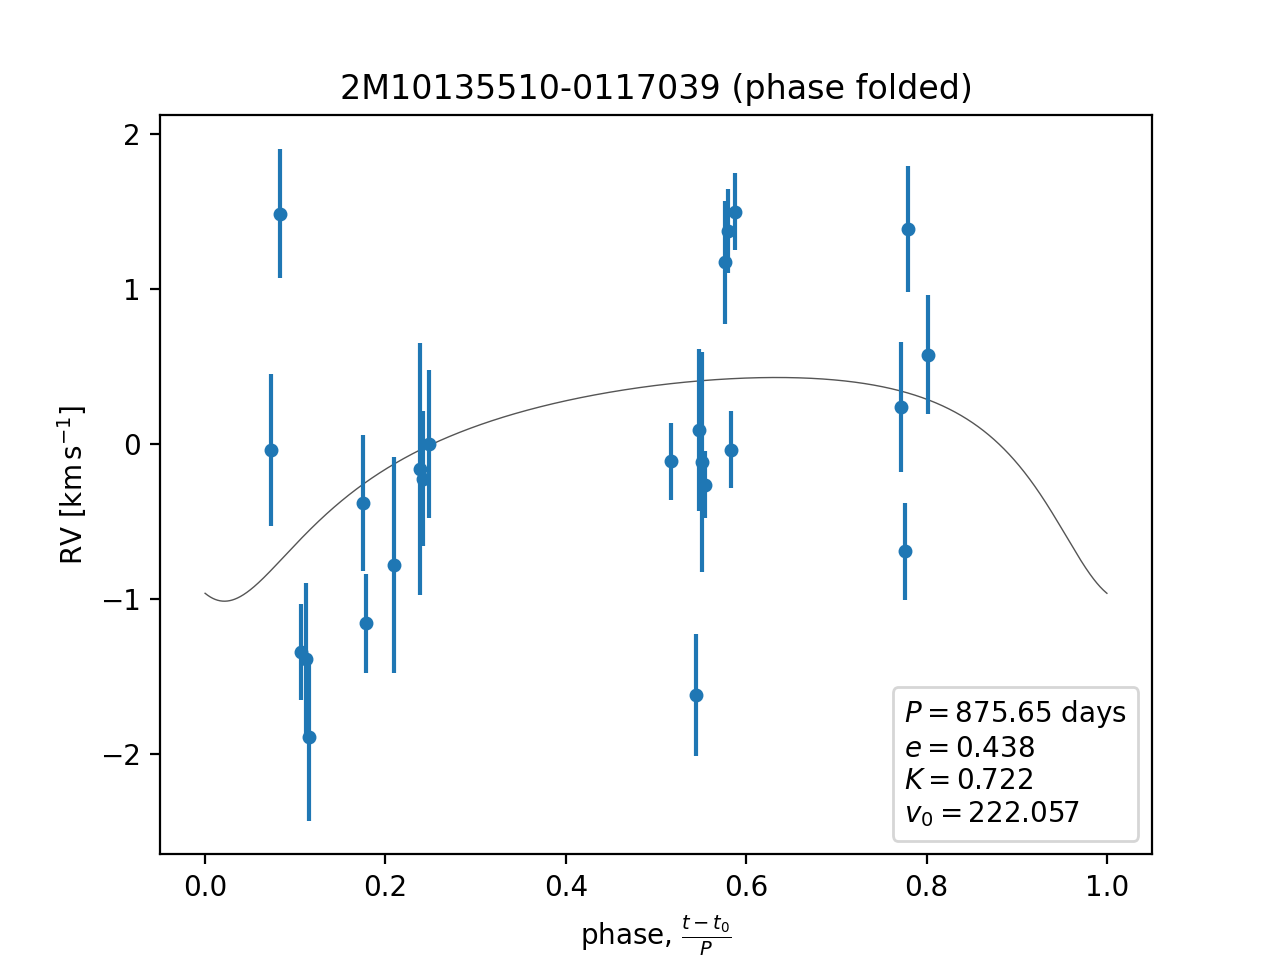 2M10135510-0117039 (phase folded)
RV [km s⁻¹]
2
1
0
−1
−2
0.0 0.2 0.4 0.6 0.8 1.0
phase, (t − t₀)/P
P = 875.65 days
e = 0.438
K = 0.722
v₀ = 222.057